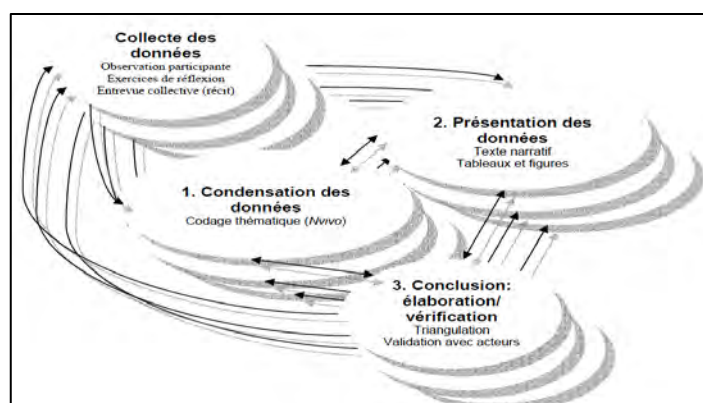 Collecte des
données
Observation participante
Exercices de réflexion
Entrevue collective (récit)
2. Présentation des
données
Texte narratif
Tableaux et figures
1. Condensation des
données
Codage thématique (Nvivo)
3. Conclusion:
élaboration/
vérification
Triangulation
Validation avec acteurs